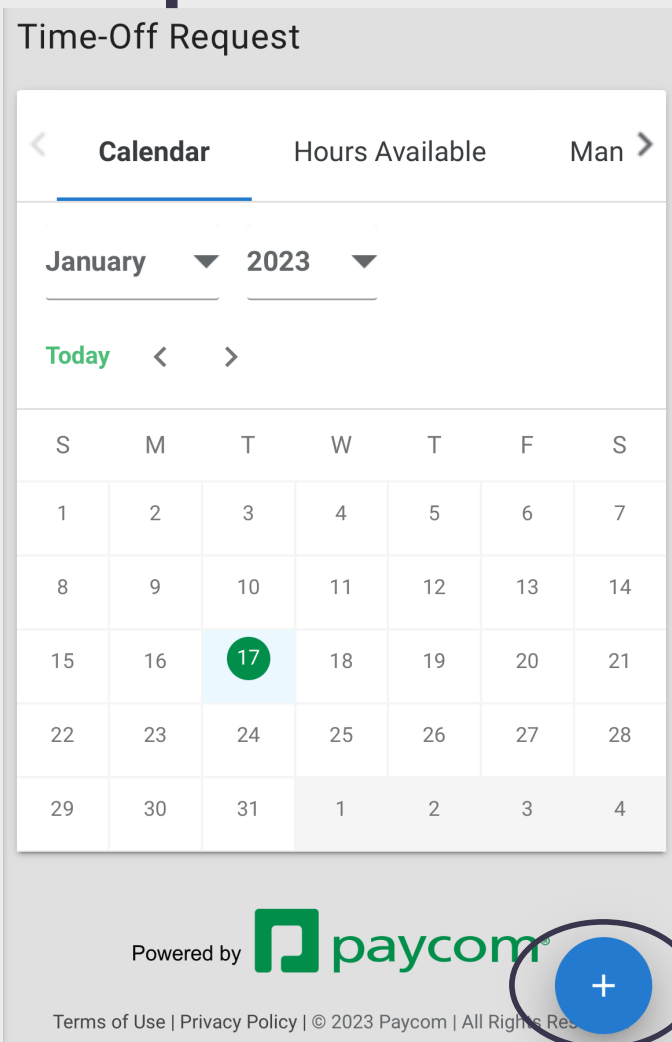 Time-Off Request
Calendar Hours Available Man
January 2023
Today
S M T W T F S
1 2 3 4 5 6 7
8 9 10 11 12 13 14
15 16 17 18 19 20 21
22 23 24 25 26 27 28
29 30 31 1 2 3 4
Powered by paycom®
+
Terms of Use | Privacy Policy | © 2023 Paycom | All Rights Res